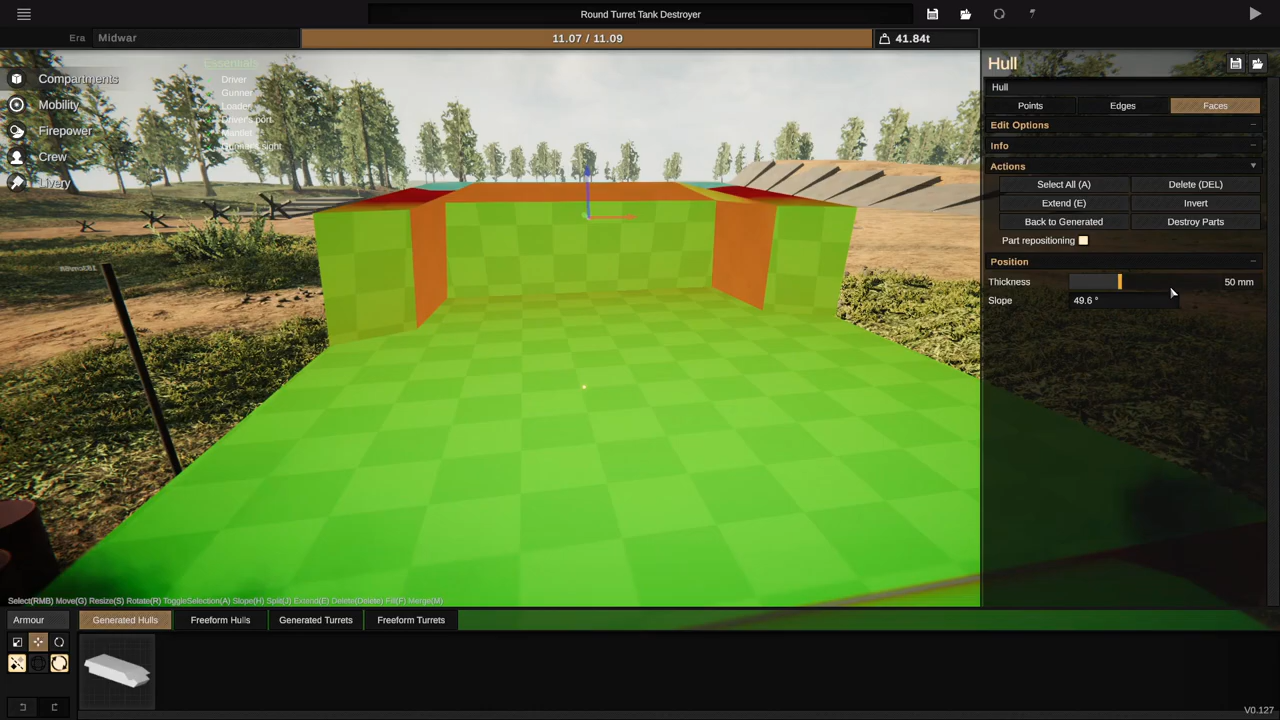 Round Turret Tank Destroyer
Era Midwar 11.07 / 11.09 41.84t
Compartments
Mobility
Firepower
Crew
Livery
Essentials
Driver
Gunner
Loader
Driver's port
Mantlet
Gunner's sight
Hull
Hull
Points Edges Faces
Edit Options
Info
Actions
Select All (A) Delete (DEL)
Extend (E) Invert
Back to Generated Destroy Parts
Part repositioning
Position
Thickness 50 mm
Slope 49.6 °
Select(RMB) Move(G) Resize(S) Rotate(R) ToggleSelection(A) Slope(H) Split(J) Extend(E) Delete(Delete) Fill(F) Merge(M)
Armour Generated Hulls Freeform Hulls Generated Turrets Freeform Turrets
V0.127